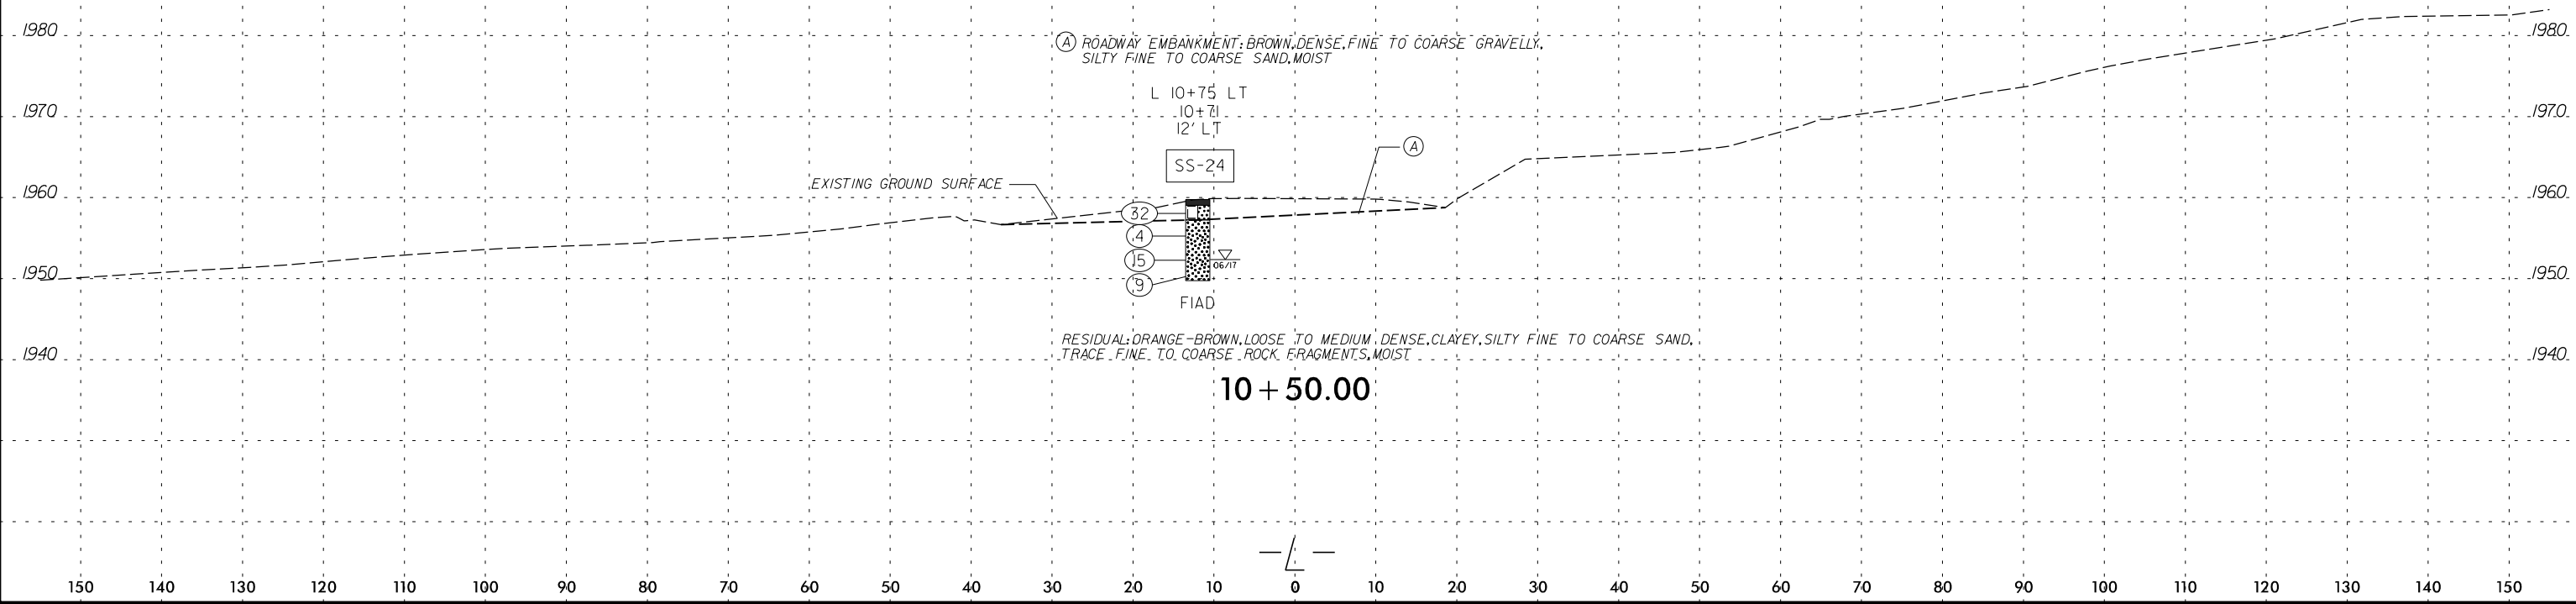 1980 1980
Ⓐ ROADWAY EMBANKMENT: BROWN, DENSE, FINE TO COARSE GRAVELLY,
SILTY FINE TO COARSE SAND, MOIST
L 10+75 LT
1970 10+71 1970
12' LT
A
SS-24
EXISTING GROUND SURFACE
1960 1960
32
4
15
06/17
1950 1950
9
FIAD
RESIDUAL: ORANGE-BROWN, LOOSE TO MEDIUM DENSE, CLAYEY, SILTY FINE TO COARSE SAND,
TRACE FINE TO COARSE ROCK FRAGMENTS, MOIST
1940 1940
10+50.00
-L-
150 140 130 120 110 100 90 80 70 60 50 40 30 20 10 0 10 20 30 40 50 60 70 80 90 100 110 120 130 140 150